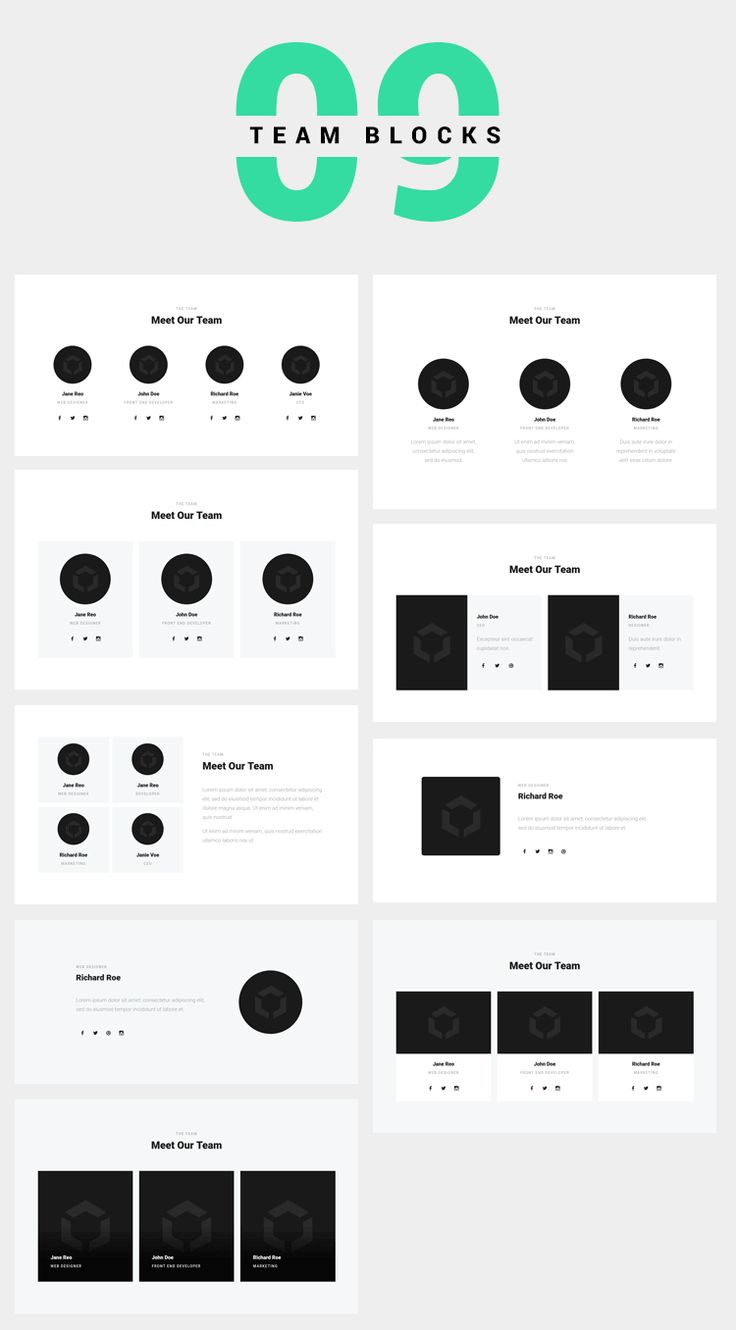 09
TEAM BLOCKS
THE TEAM
Meet Our Team
Jane Reo
WEB DESIGNER
John Doe
FRONT END DEVELOPER
Richard Roe
MARKETING
Janie Voe
CEO
THE TEAM
Meet Our Team
Jane Reo
WEB DESIGNER
Lorem ipsum dolor sit amet,
consectetur adipiscing elit,
sed do eiusmod.
John Doe
FRONT END DEVELOPER
Ut enim ad minim veniam,
quis nostrud exercitation
ullamco laboris nisi.
Richard Roe
MARKETING
Duis aute irure dolor in
reprehenderit in voluptate
velit esse cillum dolore.
THE TEAM
Meet Our Team
Jane Reo
WEB DESIGNER
John Doe
FRONT END DEVELOPER
Richard Roe
MARKETING
THE TEAM
Meet Our Team
John Doe
CEO
Excepteur sint occaecat
cupidatat non.
Richard Roe
DESIGNER
Duis aute irure dolor in
reprehenderit.
Jane Reo
WEB DESIGNER
Jane Reo
DEVELOPER
Richard Roe
MARKETING
Janie Voe
CEO
THE TEAM
Meet Our Team
Lorem ipsum dolor sit amet, consectetur adipiscing
elit, sed do eiusmod tempor incididunt ut labore et
dolore magna aliqua. Ut enim ad minim veniam,
quis nostrud
Ut enim ad minim veniam, quis nostrud exercitation
ullamco laboris nisi ut.
WEB DESIGNER
Richard Roe
Lorem ipsum dolor sit amet, consectetur adipiscing elit,
sed do eiusmod tempor incididunt ut labore et.
WEB DESIGNER
Richard Roe
Lorem ipsum dolor sit amet, consectetur adipiscing elit,
sed do eiusmod tempor incididunt ut labore et.
THE TEAM
Meet Our Team
Jane Reo
WEB DESIGNER
John Doe
FRONT END DEVELOPER
Richard Roe
MARKETING
THE TEAM
Meet Our Team
Jane Reo
WEB DESIGNER
John Doe
FRONT END DEVELOPER
Richard Roe
MARKETING